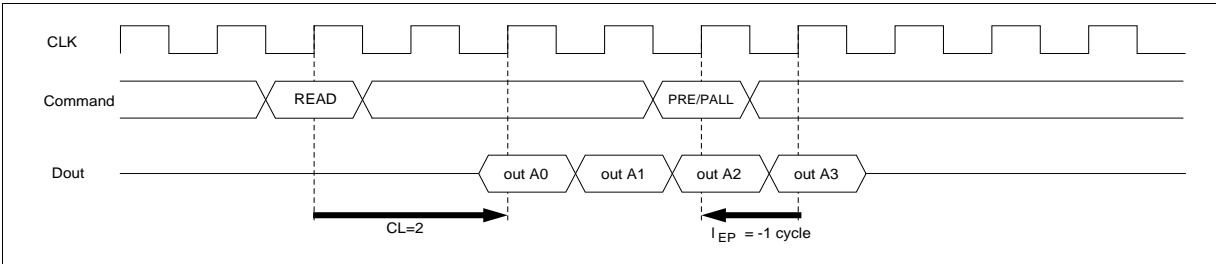 CLK
Command READ PRE/PALL
Dout out A0 out A1 out A2 out A3
CL=2 l EP = -1 cycle